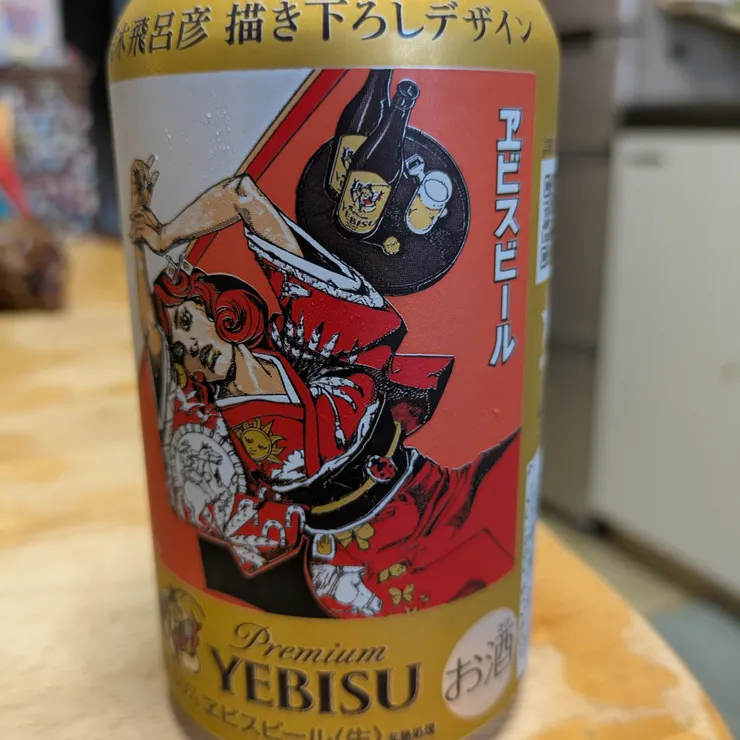 木飛呂彦 描き下ろしデザイン
ヱビスビール
YEBISU
Premium
YEBISU
ヱビスビール〈生〉
お酒